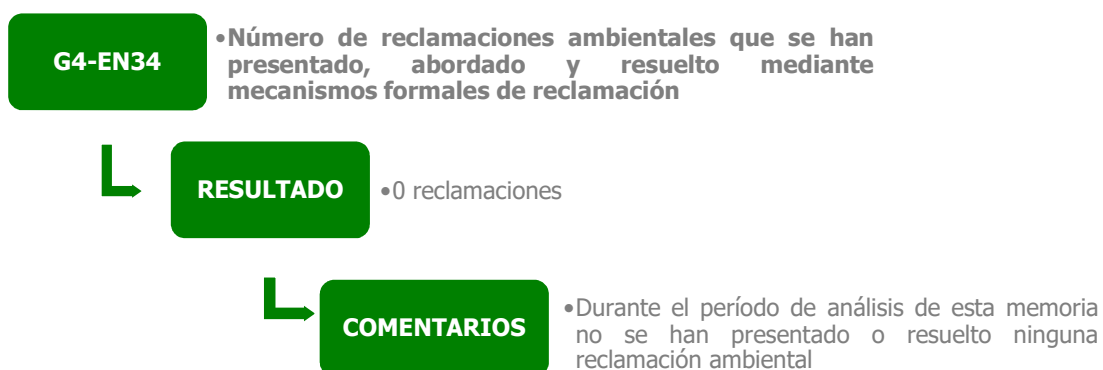 G4-EN34
•Número de reclamaciones ambientales que se han
presentado, abordado y resuelto mediante
mecanismos formales de reclamación
RESULTADO
•0 reclamaciones
COMENTARIOS
•Durante el período de análisis de esta memoria
no se han presentado o resuelto ninguna
reclamación ambiental